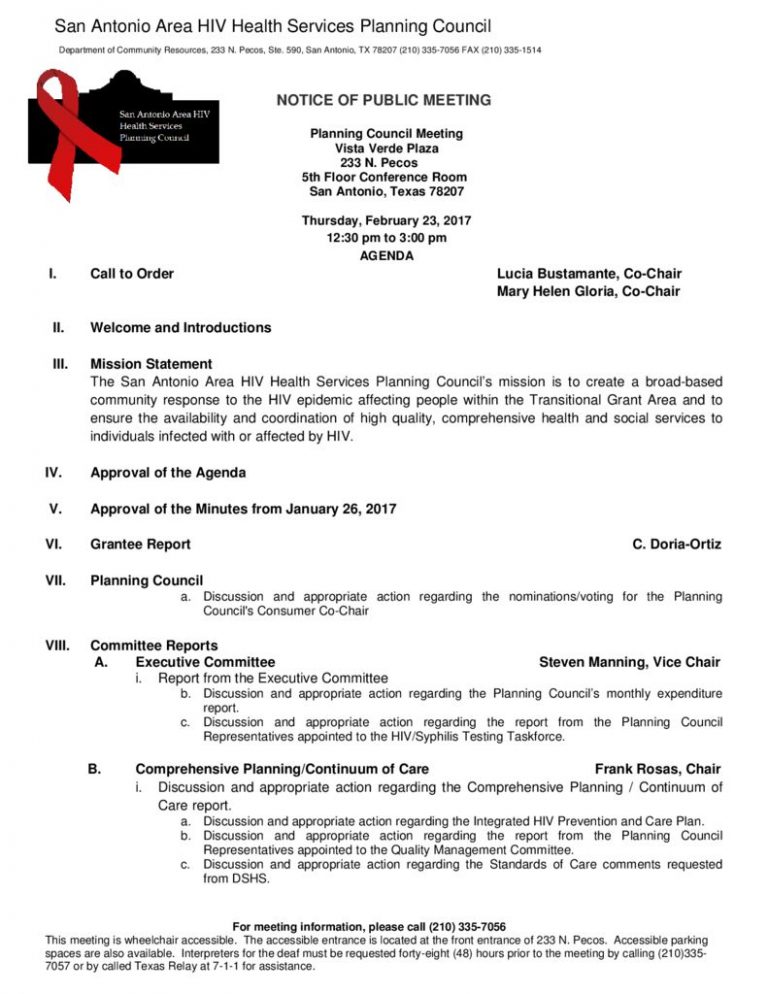 San Antonio Area HIV Health Services Planning Council
Department of Community Resources, 233 N. Pecos, Ste. 590, San Antonio, TX 78207 (210) 335-7056 FAX (210) 335-1514
San Antonio Area HIV
Health Services
Planning Council
NOTICE OF PUBLIC MEETING
Planning Council Meeting
Vista Verde Plaza
233 N. Pecos
5th Floor Conference Room
San Antonio, Texas 78207
Thursday, February 23, 2017
12:30 pm to 3:00 pm
AGENDA
I. Call to Order Lucia Bustamante, Co-Chair
Mary Helen Gloria, Co-Chair
II. Welcome and Introductions
III. Mission Statement
The San Antonio Area HIV Health Services Planning Council's mission is to create a broad-based
community response to the HIV epidemic affecting people within the Transitional Grant Area and to
ensure the availability and coordination of high quality, comprehensive health and social services to
individuals infected with or affected by HIV.
IV. Approval of the Agenda
V. Approval of the Minutes from January 26, 2017
VI. Grantee Report C. Doria-Ortiz
VII. Planning Council
a. Discussion and appropriate action regarding the nominations/voting for the Planning
Council's Consumer Co-Chair
VIII. Committee Reports
A. Executive Committee Steven Manning, Vice Chair
i. Report from the Executive Committee
b. Discussion and appropriate action regarding the Planning Council's monthly expenditure
report.
c. Discussion and appropriate action regarding the report from the Planning Council
Representatives appointed to the HIV/Syphilis Testing Taskforce.
B. Comprehensive Planning/Continuum of Care Frank Rosas, Chair
i. Discussion and appropriate action regarding the Comprehensive Planning / Continuum of
Care report.
a. Discussion and appropriate action regarding the Integrated HIV Prevention and Care Plan.
b. Discussion and appropriate action regarding the report from the Planning Council
Representatives appointed to the Quality Management Committee.
c. Discussion and appropriate action regarding the Standards of Care comments requested
from DSHS.
For meeting information, please call (210) 335-7056
This meeting is wheelchair accessible. The accessible entrance is located at the front entrance of 233 N. Pecos. Accessible parking
spaces are also available. Interpreters for the deaf must be requested forty-eight (48) hours prior to the meeting by calling (210)335-
7057 or by called Texas Relay at 7-1-1 for assistance.